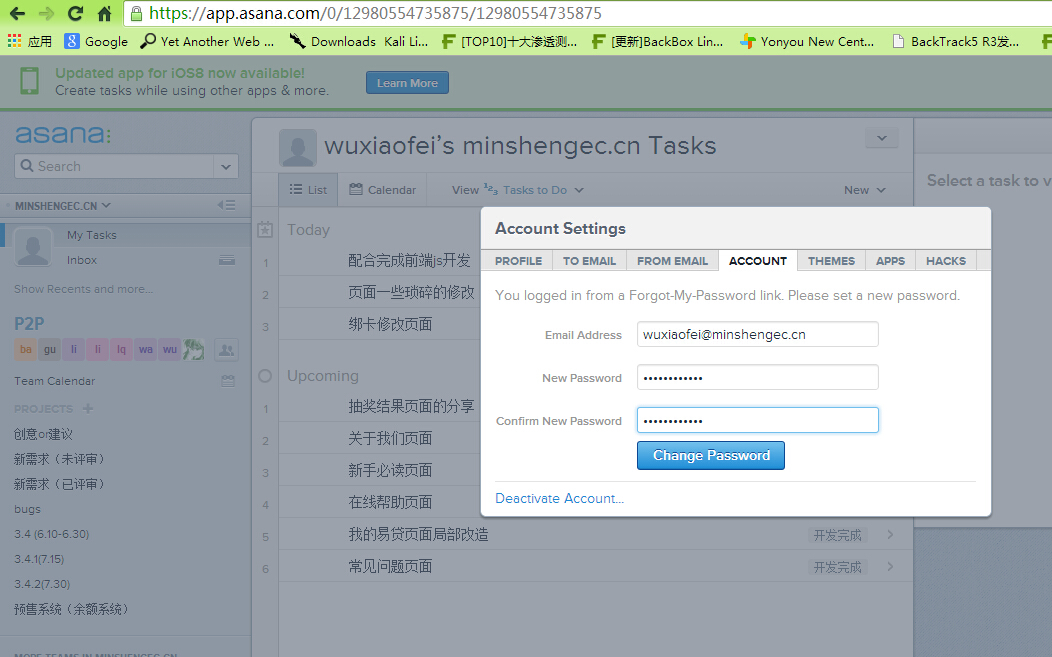 https://app.asana.com/0/12980554735875/12980554735875
应用 Google Yet Another Web ... Downloads Kali Li... [TOP10]十大渗透测... [更新]BackBox Lin... Yonyou New Cent... BackTrack5 R3发...
Updated app for iOS8 now available!
Create tasks while using other apps & more.
Learn More
asana:
Search
MINSHENGEC.CN
My Tasks
Inbox
Show Recents and more...
P2P
ba gu li li lq wa wu
Team Calendar
PROJECTS +
创意or建议
新需求（未评审）
新需求（已评审）
bugs
3.4 (6.10-6.30)
3.4.1(7.15)
3.4.2(7.30)
预售系统（余额系统）
MORE TEAMS IN MINSHENGEC.CN
wuxiaofei’s minshengec.cn Tasks
List Calendar View Tasks to Do New
Today
1 配合完成前端js开发
2 页面一些琐碎的修改
3 绑卡修改页面
Upcoming
1 抽奖结果页面的分享
2 关于我们页面
3 新手必读页面
4 在线帮助页面
5 我的易贷页面局部改造 开发完成
6 常见问题页面 开发完成
Select a task to v
Account Settings
PROFILE TO EMAIL FROM EMAIL ACCOUNT THEMES APPS HACKS
You logged in from a Forgot-My-Password link. Please set a new password.
Email Address wuxiaofei@minshengec.cn
New Password ••••••••••••
Confirm New Password ••••••••••••
Change Password
Deactivate Account...